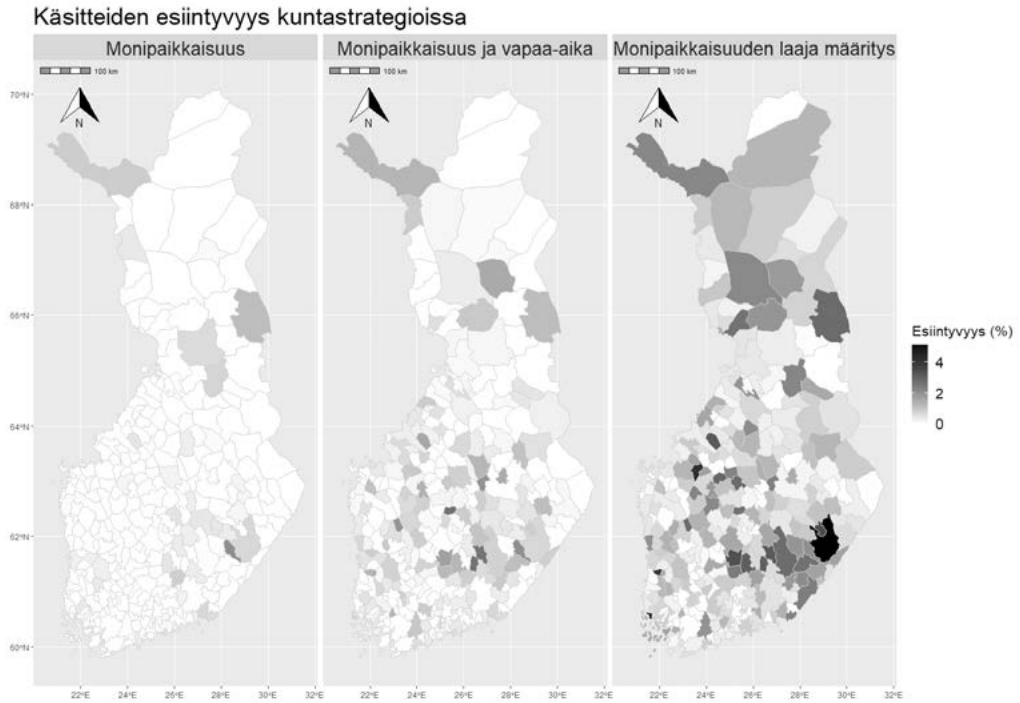 Käsitteiden esiintyvyys kuntastrategioissa
Monipaikkaisuus
Monipaikkaisuus ja vapaa-aika
Monipaikkaisuuden laaja määritys
100 km
100 km
100 km
N
N
N
70°N
68°N
66°N
64°N
62°N
60°N
Esiintyvyys (%)
4
2
0
22°E 24°E 26°E 28°E 30°E 32°E
22°E 24°E 26°E 28°E 30°E 32°E
22°E 24°E 26°E 28°E 30°E 32°E